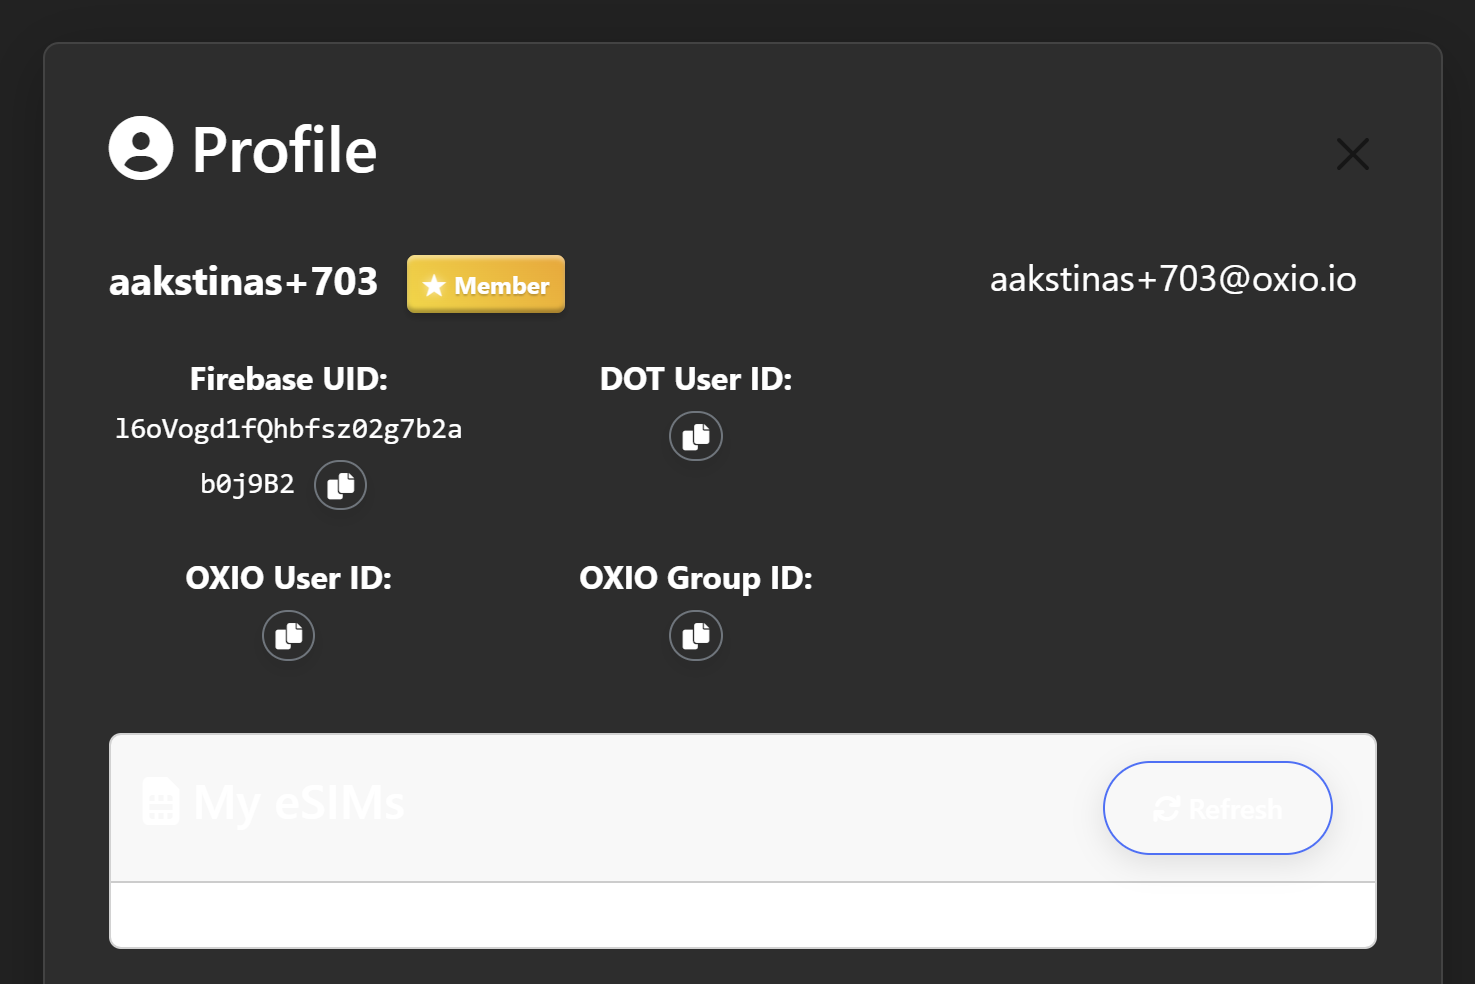 Profile
aakstinas+703
Member
aakstinas+703@oxio.io
Firebase UID:
l6oVogd1fQhbfsz02g7b2a
b0j9B2
DOT User ID:
OXIO User ID:
OXIO Group ID:
My eSIMs
Refresh